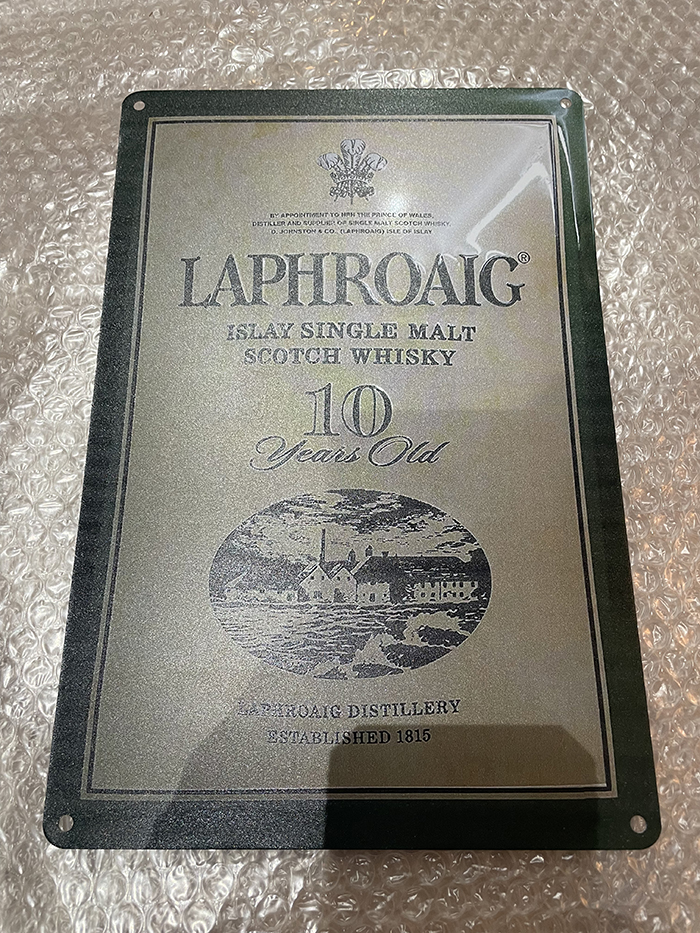 BY APPOINTMENT TO HRH THE PRINCE OF WALES,
DISTILLER AND SUPPLIER OF SINGLE MALT SCOTCH WHISKY
D. JOHNSTON & CO., (LAPHROAIG) ISLE OF ISLAY
LAPHROAIG®
ISLAY SINGLE MALT
SCOTCH WHISKY
10
Years Old
LAPHROAIG DISTILLERY
ESTABLISHED 1815